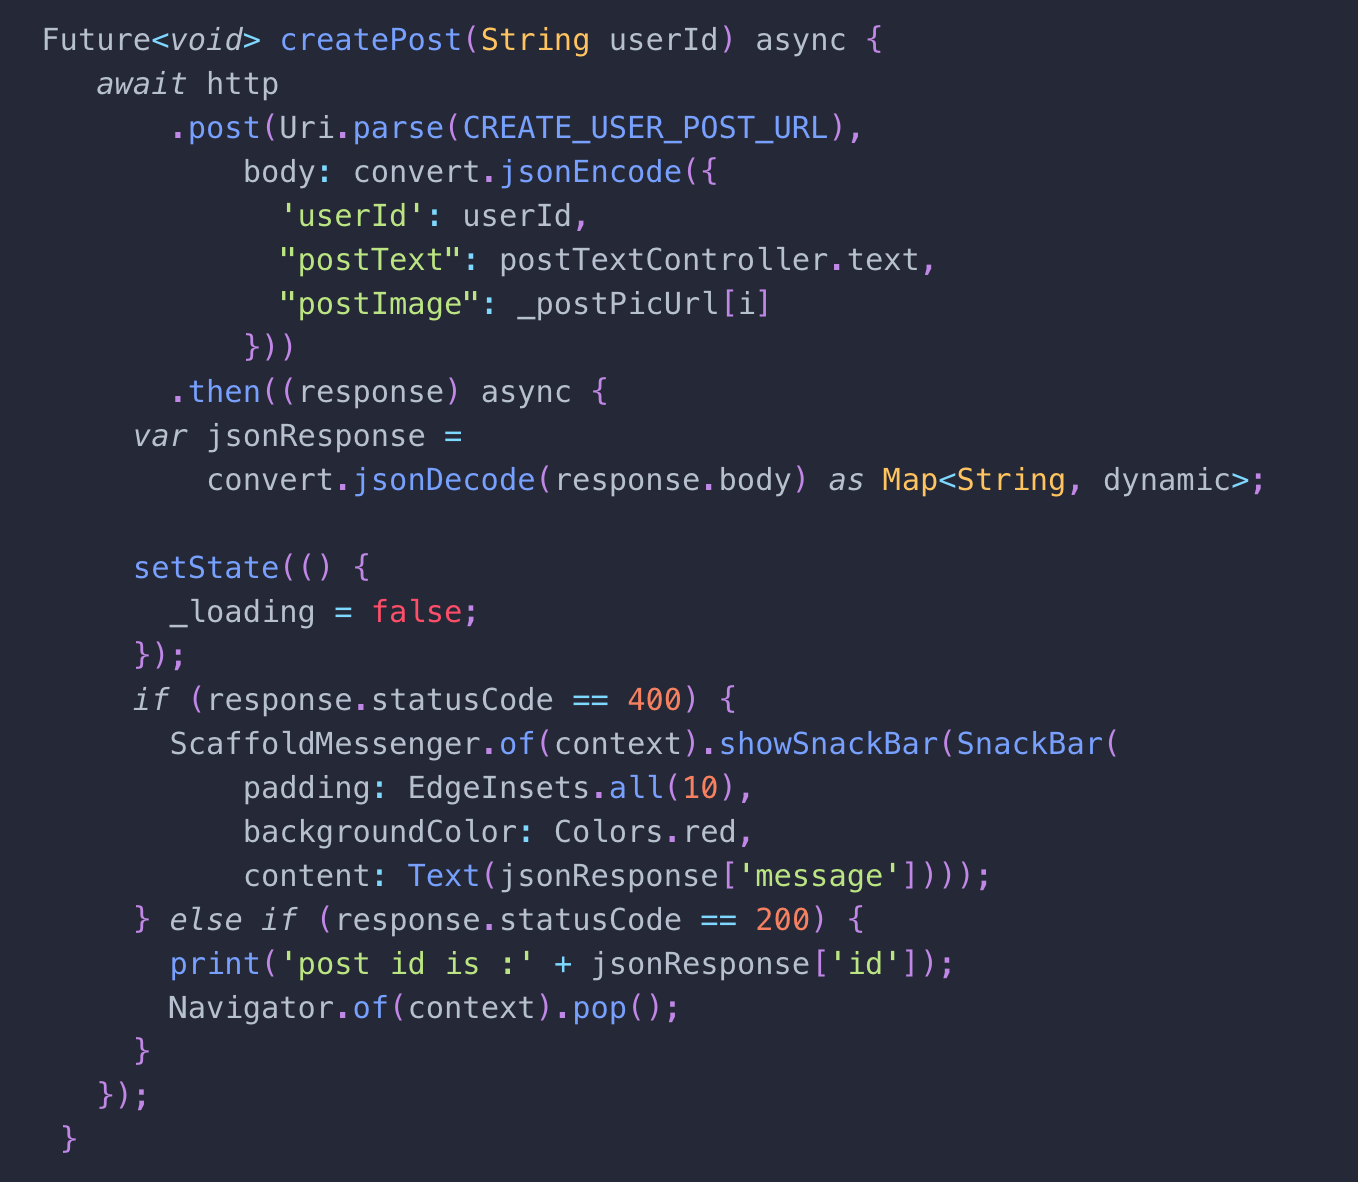 Future<void> createPost(String userId) async {
await http
.post(Uri.parse(CREATE_USER_POST_URL),
body: convert.jsonEncode({
'userId': userId,
"postText": postTextController.text,
"postImage": _postPicUrl[i]
}))
.then((response) async {
var jsonResponse =
convert.jsonDecode(response.body) as Map<String, dynamic>;
setState(() {
_loading = false;
});
if (response.statusCode == 400) {
ScaffoldMessenger.of(context).showSnackBar(SnackBar(
padding: EdgeInsets.all(10),
backgroundColor: Colors.red,
content: Text(jsonResponse['message'])));
} else if (response.statusCode == 200) {
print('post id is :' + jsonResponse['id']);
Navigator.of(context).pop();
}
});
}